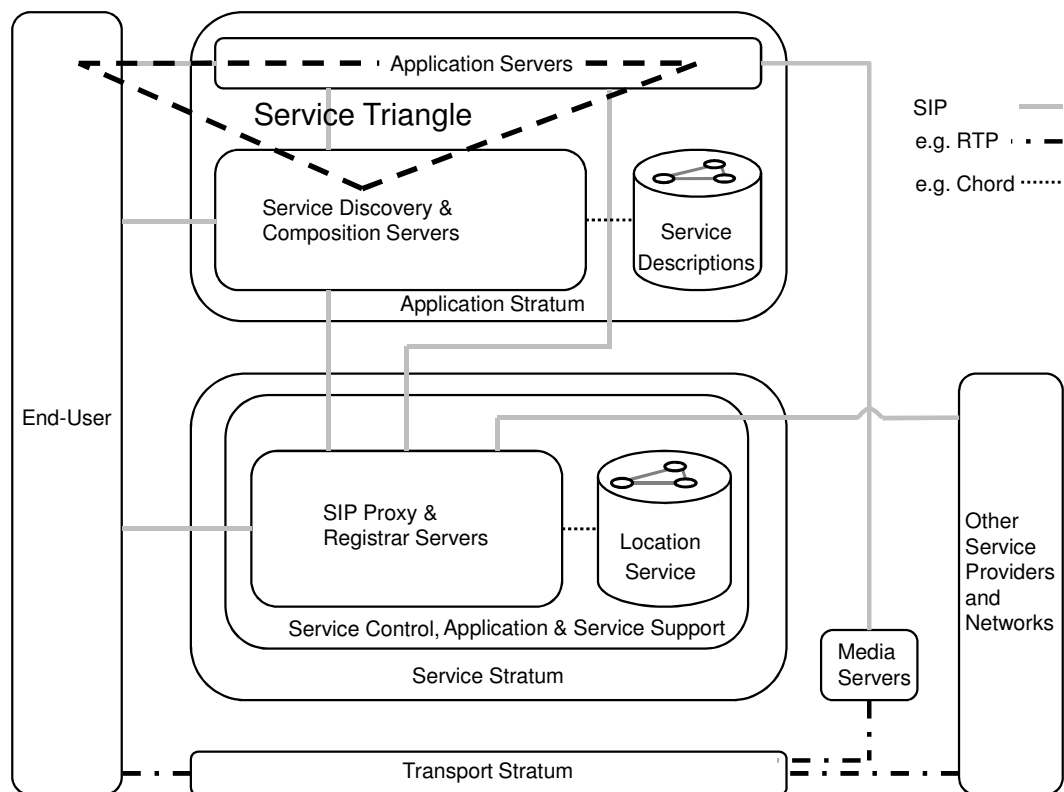 Application Servers
Service Triangle
SIP
e.g. RTP
e.g. Chord
Service Discovery &
Composition Servers
Service
Descriptions
Application Stratum
End-User
SIP Proxy &
Registrar Servers
Location
Service
Service Control, Application & Service Support
Service Stratum
Other
Service
Providers
and
Networks
Media
Servers
Transport Stratum